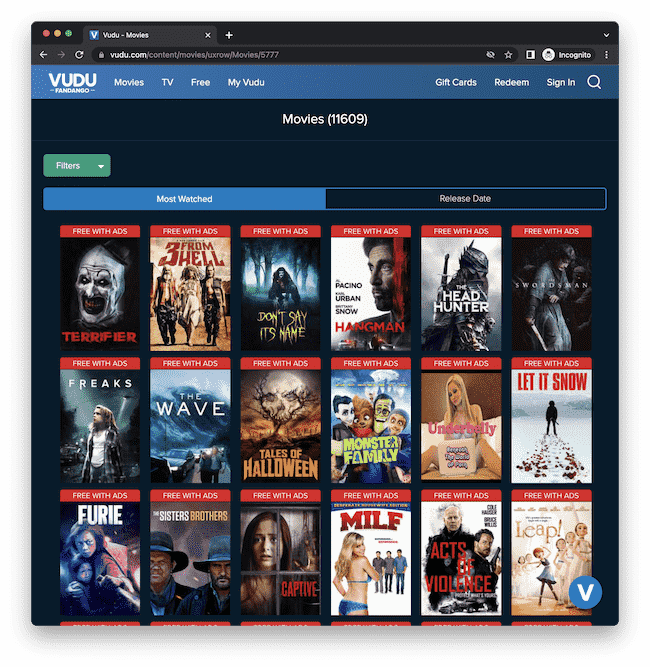 Vudu - Movies
vudu.com/content/movies/uxrow/Movies/5777
Incognito
VUDU
FANDANGO
Movies
TV
Free
My Vudu
Gift Cards
Redeem
Sign In
Movies (11609)
Filters
Most Watched
Release Date
FREE WITH ADS
FREE WITH ADS
FREE WITH ADS
FREE WITH ADS
FREE WITH ADS
FREE WITH ADS
TERRIFIER
3 FROM HELL
DON'T SAY
ITS NAME
AL
PACINO
KARL
URBAN
BRITTANY
SNOW
HANGMAN
THE
HEAD
HUNTER
SWORDSMAN
FREE WITH ADS
FREE WITH ADS
FREE WITH ADS
FREE WITH ADS
FREE WITH ADS
FREE WITH ADS
FREAKS
THE
WAVE
TALES OF
HALLOWEEN
MONSTER
FAMILY
Underbelly
LET IT SNOW
FREE WITH ADS
FREE WITH ADS
FREE WITH ADS
FREE WITH ADS
FREE WITH ADS
FREE WITH ADS
FURIE
THE SISTERS BROTHERS
CAPTIVE
MILF
COLE
HAUSER
BRUCE
WILLIS
ACTS
OF
VIOLENCE
PROTECT WHAT'S YOURS
Leap!
V